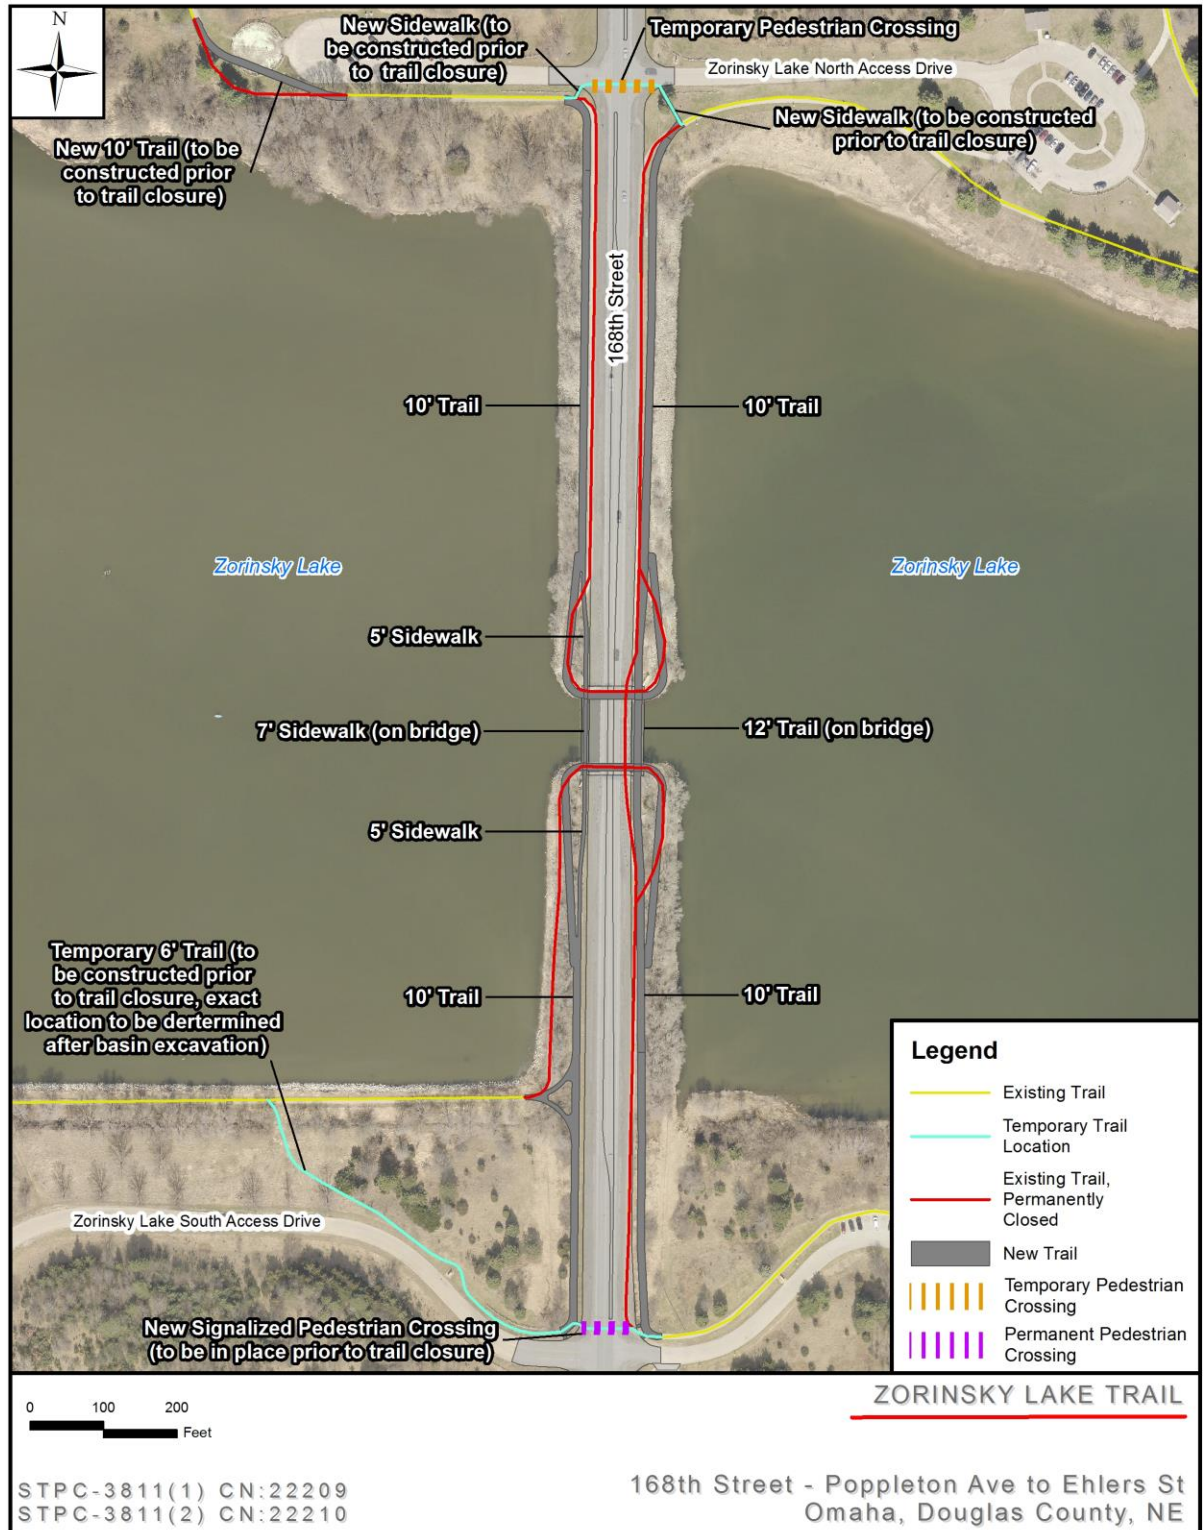 N
New Sidewalk (to
be constructed prior
to trail closure)
Temporary Pedestrian Crossing
Zorinsky Lake North Access Drive
New Sidewalk (to be constructed
prior to trail closure)
New 10' Trail (to be
constructed prior
to trail closure)
168th Street
10' Trail
10' Trail
Zorinsky Lake
Zorinsky Lake
5' Sidewalk
7' Sidewalk (on bridge)
12' Trail (on bridge)
5' Sidewalk
Temporary 6' Trail (to
be constructed prior
to trail closure, exact
location to be dertermined
after basin excavation)
10' Trail
10' Trail
Zorinsky Lake South Access Drive
New Signalized Pedestrian Crossing
(to be in place prior to trail closure)
Legend
Existing Trail
Temporary Trail
Location
Existing Trail,
Permanently
Closed
New Trail
Temporary Pedestrian
Crossing
Permanent Pedestrian
Crossing
0 100 200
Feet
ZORINSKY LAKE TRAIL
STPC-3811(1) CN:22209
STPC-3811(2) CN:22210
168th Street - Poppleton Ave to Ehlers St
Omaha, Douglas County, NE